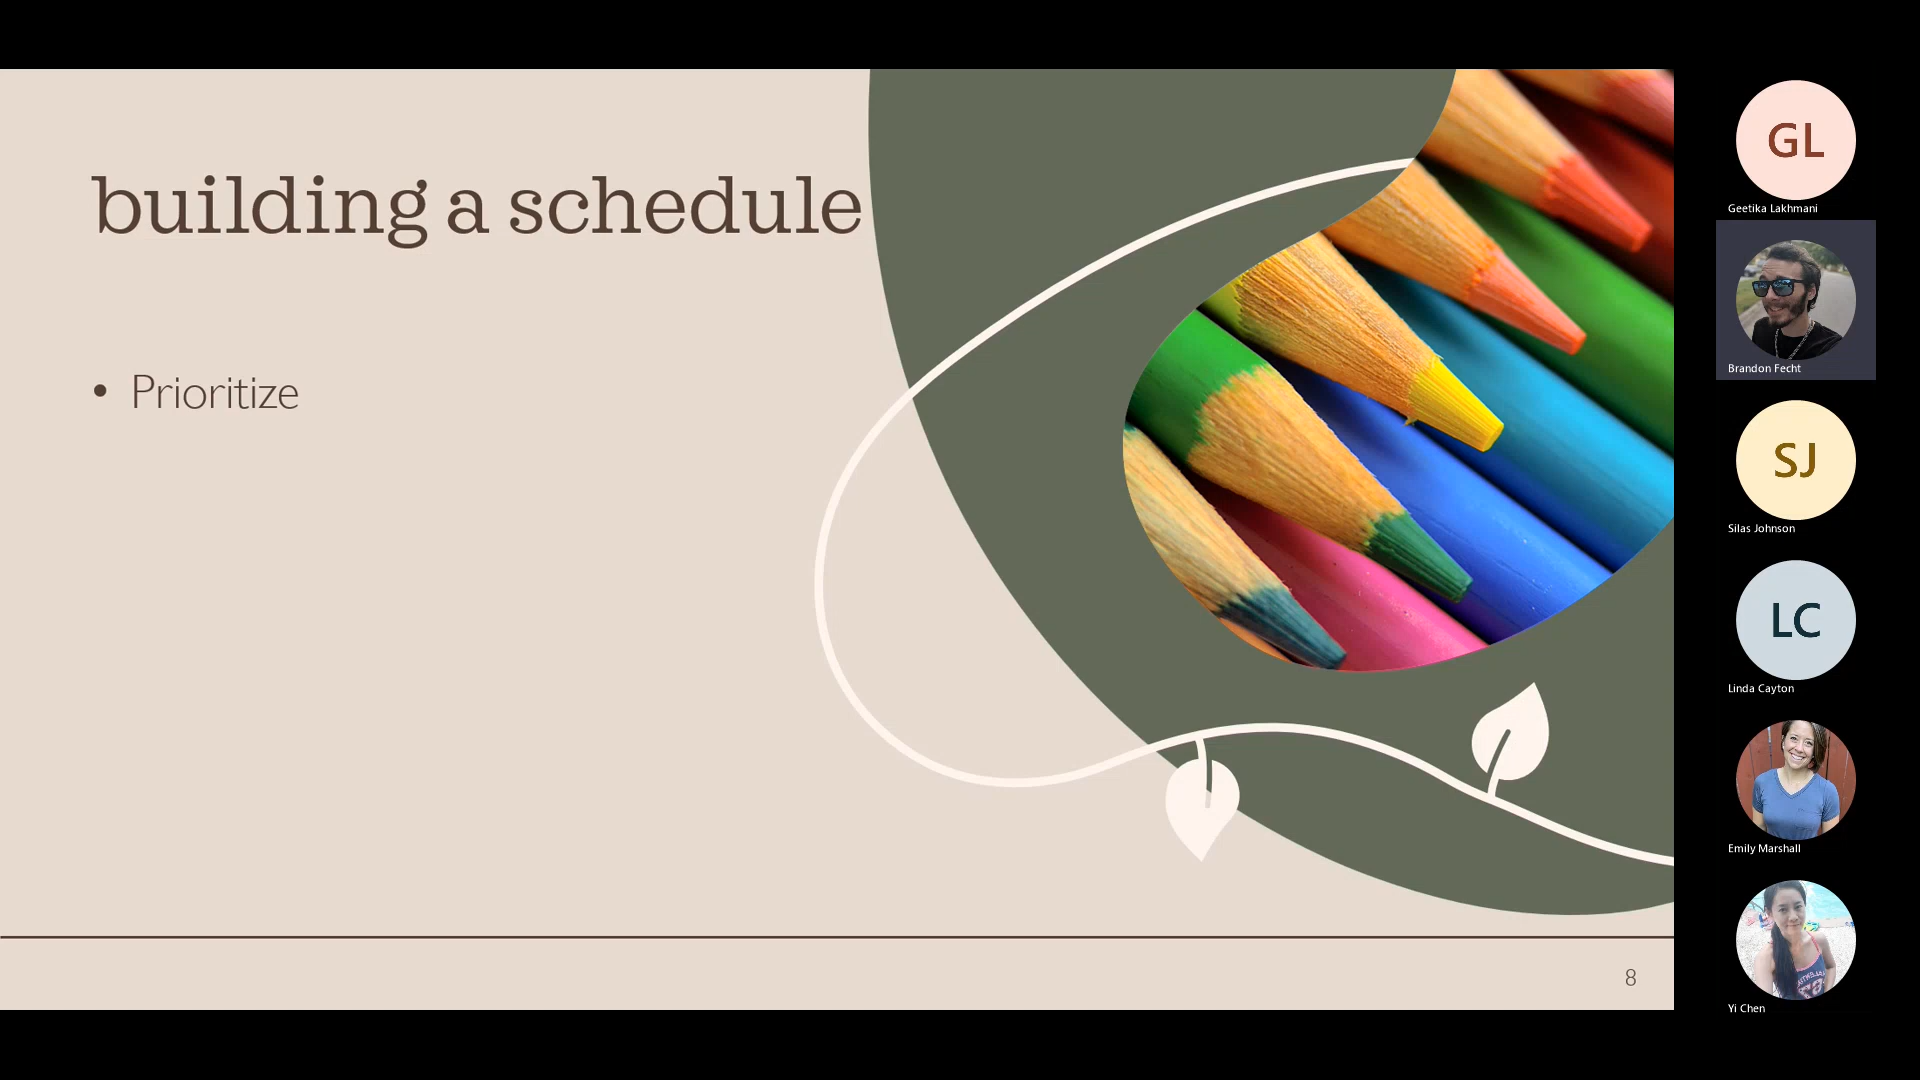 building a schedule
• Prioritize
8
GL
Geetika Lakhmani
Brandon Fecht
SJ
Silas Johnson
LC
Linda Cayton
Emily Marshall
Yi Chen